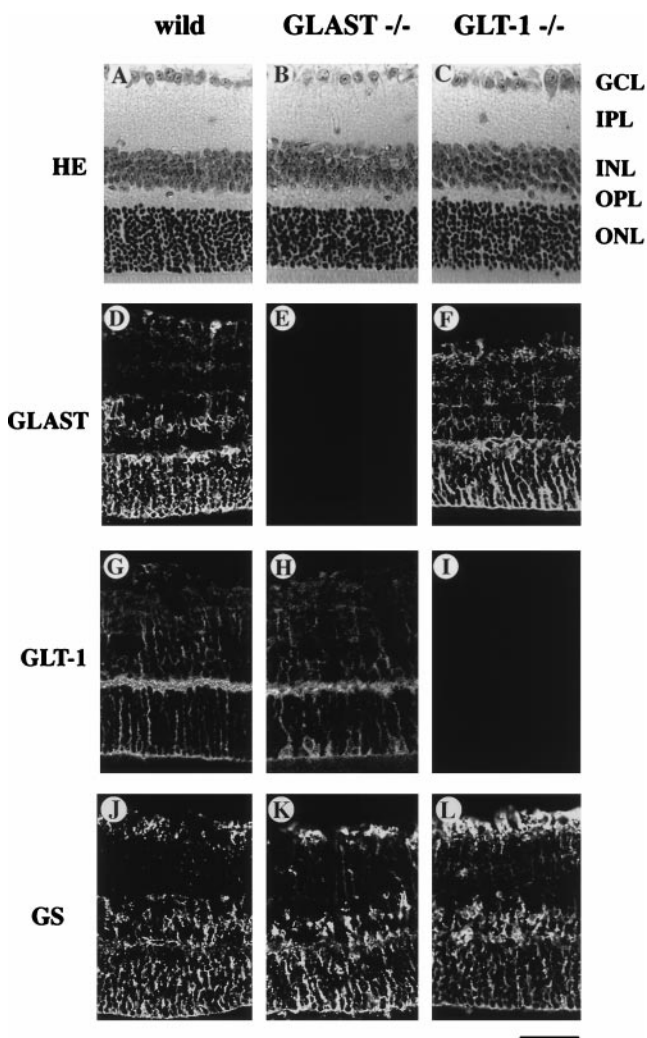 wild GLAST -/- GLT-1 -/-
A B C
HE
GCL
IPL
INL
OPL
ONL
D E F
GLAST
G H I
GLT-1
J K L
GS